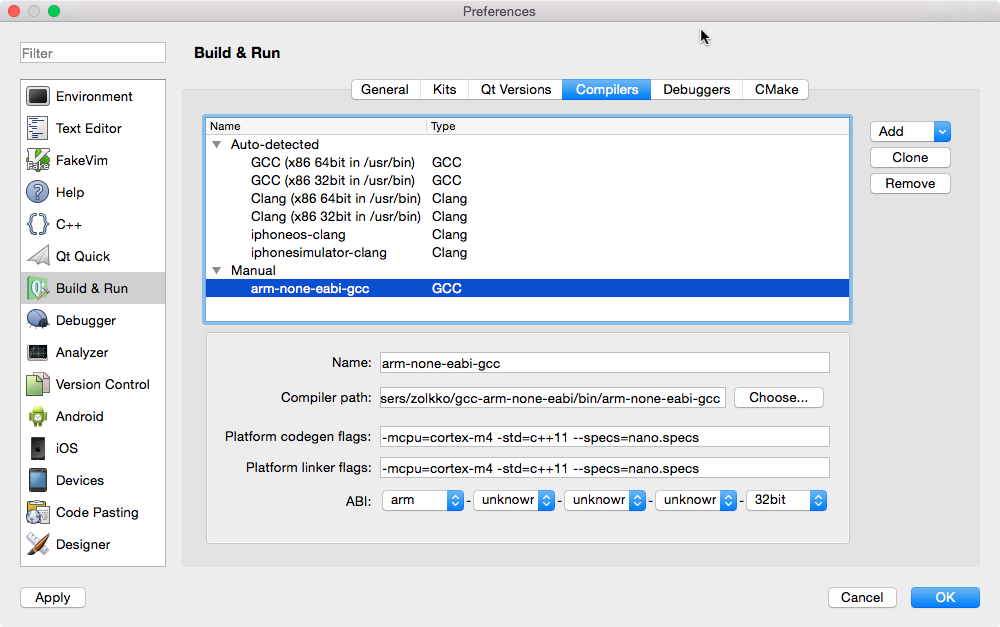 Preferences
Filter
Build & Run
Environment
Text Editor
FakeVim
Help
C++
Qt Quick
Build & Run
Debugger
Analyzer
Version Control
Android
iOS
Devices
Code Pasting
Designer
General Kits Qt Versions Compilers Debuggers CMake
Name Type
Auto-detected
GCC (x86 64bit in /usr/bin) GCC
GCC (x86 32bit in /usr/bin) GCC
Clang (x86 64bit in /usr/bin) Clang
Clang (x86 32bit in /usr/bin) Clang
iphoneos-clang Clang
iphonesimulator-clang Clang
Manual
arm-none-eabi-gcc GCC
Add
Clone
Remove
Name: arm-none-eabi-gcc
Compiler path: sers/zolkko/gcc-arm-none-eabi/bin/arm-none-eabi-gcc Choose...
Platform codegen flags: -mcpu=cortex-m4 -std=c++11 --specs=nano.specs
Platform linker flags: -mcpu=cortex-m4 -std=c++11 --specs=nano.specs
ABI: arm - unknowr - unknowr - unknowr - 32bit
Apply Cancel OK